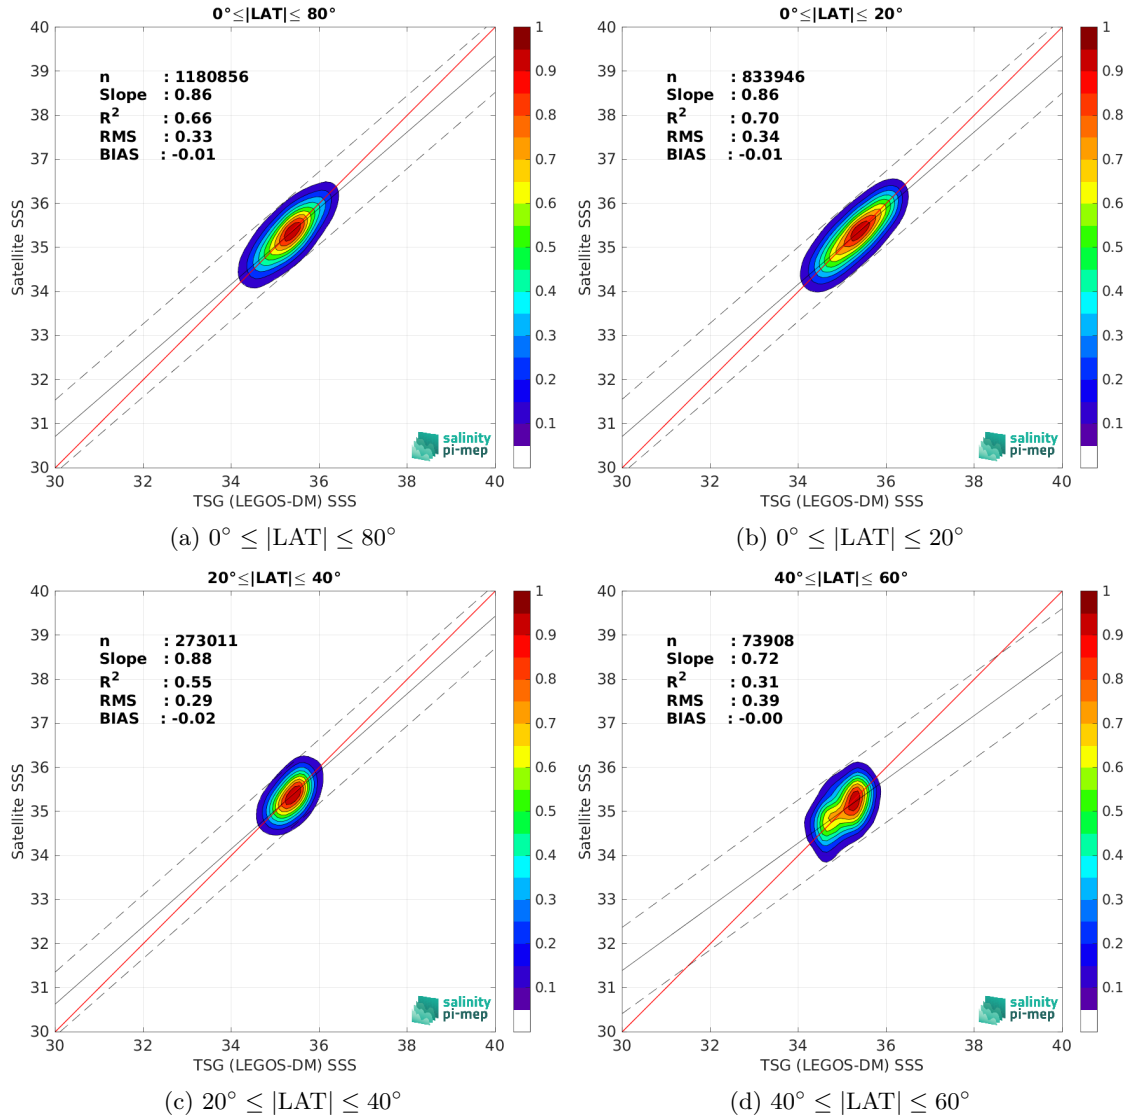 0°≤|LAT|≤ 80°
40
39
38
37
36
35
34
33
32
31
30
Satellite SSS
n : 1180856
Slope : 0.86
R² : 0.66
RMS : 0.33
BIAS : -0.01
salinity
pi-mep
30 32 34 36 38 40
TSG (LEGOS-DM) SSS
1
0.9
0.8
0.7
0.6
0.5
0.4
0.3
0.2
0.1
(a) 0° ≤ |LAT| ≤ 80°
0°≤|LAT|≤ 20°
40
39
38
37
36
35
34
33
32
31
30
Satellite SSS
n : 833946
Slope : 0.86
R² : 0.70
RMS : 0.34
BIAS : -0.01
salinity
pi-mep
30 32 34 36 38 40
TSG (LEGOS-DM) SSS
1
0.9
0.8
0.7
0.6
0.5
0.4
0.3
0.2
0.1
(b) 0° ≤ |LAT| ≤ 20°
20°≤|LAT|≤ 40°
40
39
38
37
36
35
34
33
32
31
30
Satellite SSS
n : 273011
Slope : 0.88
R² : 0.55
RMS : 0.29
BIAS : -0.02
salinity
pi-mep
30 32 34 36 38 40
TSG (LEGOS-DM) SSS
1
0.9
0.8
0.7
0.6
0.5
0.4
0.3
0.2
0.1
(c) 20° ≤ |LAT| ≤ 40°
40°≤|LAT|≤ 60°
40
39
38
37
36
35
34
33
32
31
30
Satellite SSS
n : 73908
Slope : 0.72
R² : 0.31
RMS : 0.39
BIAS : -0.00
salinity
pi-mep
30 32 34 36 38 40
TSG (LEGOS-DM) SSS
1
0.9
0.8
0.7
0.6
0.5
0.4
0.3
0.2
0.1
(d) 40° ≤ |LAT| ≤ 60°